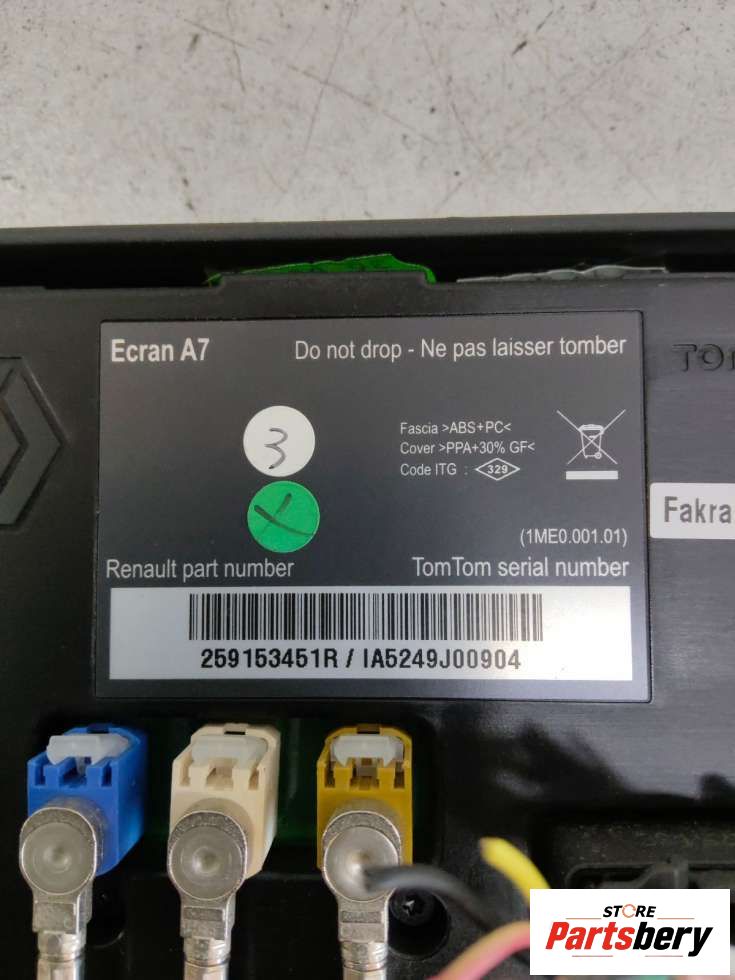 Ecran A7
Do not drop - Ne pas laisser tomber
TOM
3
Fascia >ABS+PC<
Cover >PPA+30% GF<
Code ITG : 329
Fakra
(1ME0.001.01)
Renault part number
TomTom serial number
259153451R / IA5249J00904
STORE
Partsbery